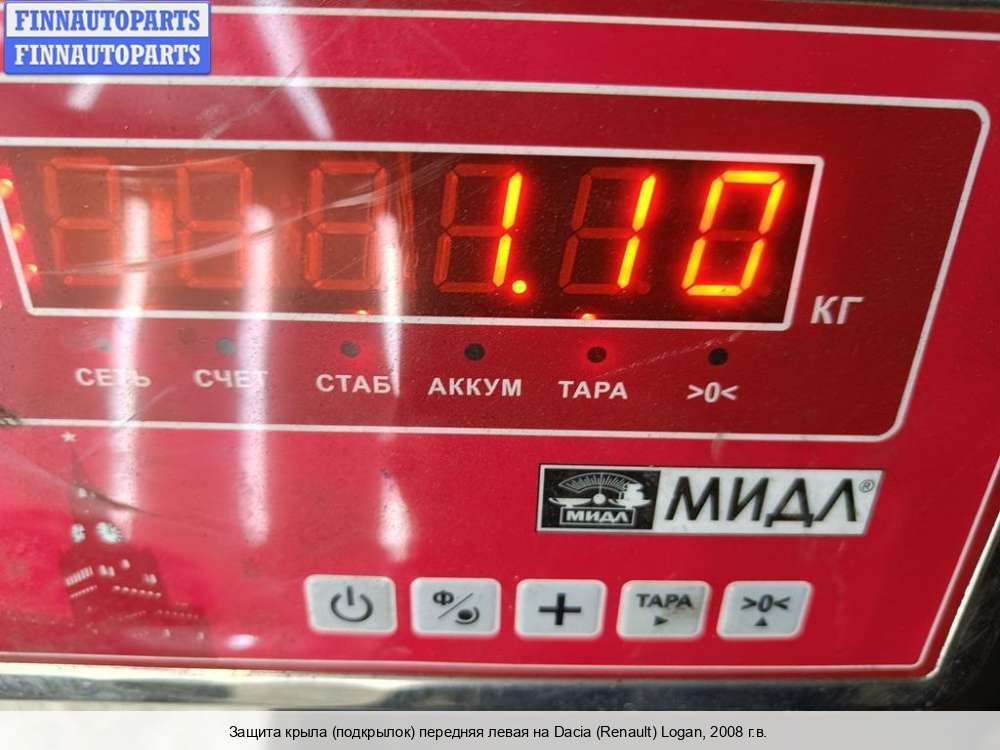 FINNAUTOPARTS
FINNAUTOPARTS
1.10
КГ
СЕТЬ СЧЕТ СТАБ АККУМ ТАРА >0<
МИДЛ МИДЛ®
Ф ТАРА >0<
Защита крыла (подкрылок) передняя левая на Dacia (Renault) Logan, 2008 г.в.